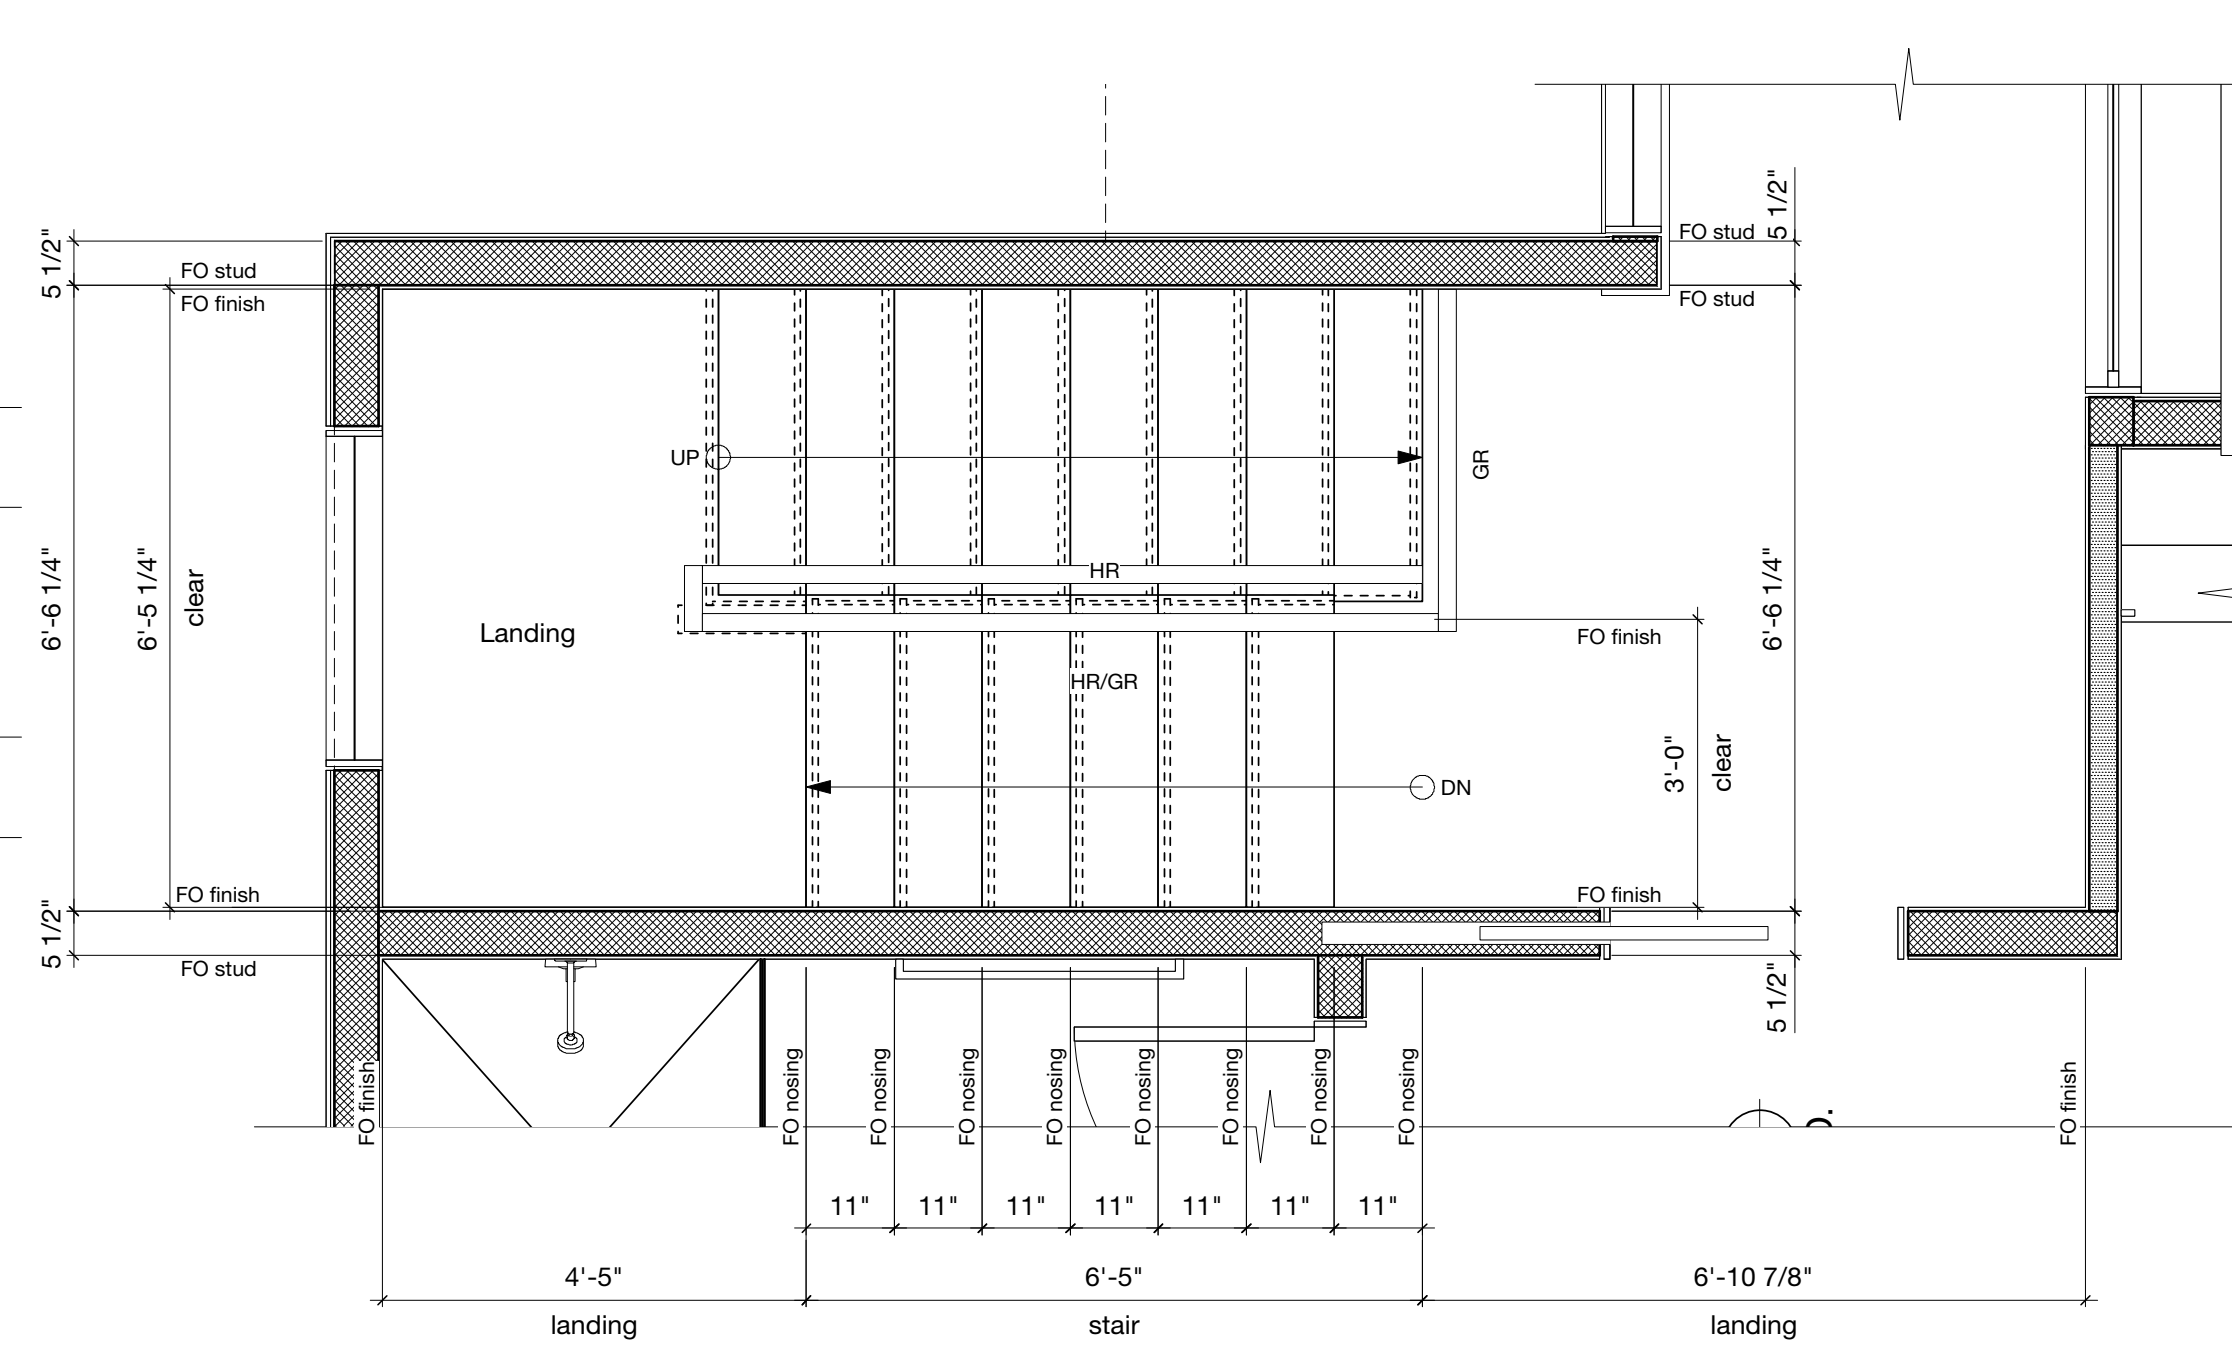 5 1/2"
FO stud
FO finish
6'-6 1/4"
6'-5 1/4"
clear
FO finish
5 1/2"
FO stud
5 1/2"
FO stud
FO stud
UP
GR
HR
Landing
HR/GR
FO finish
6'-6 1/4"
3'-0"
clear
DN
FO finish
5 1/2"
FO finish
FO nosing
FO nosing
FO nosing
FO nosing
FO nosing
FO nosing
FO nosing
FO nosing
FO finish
11"
11"
11"
11"
11"
11"
11"
4'-5"
6'-5"
6'-10 7/8"
landing
stair
landing